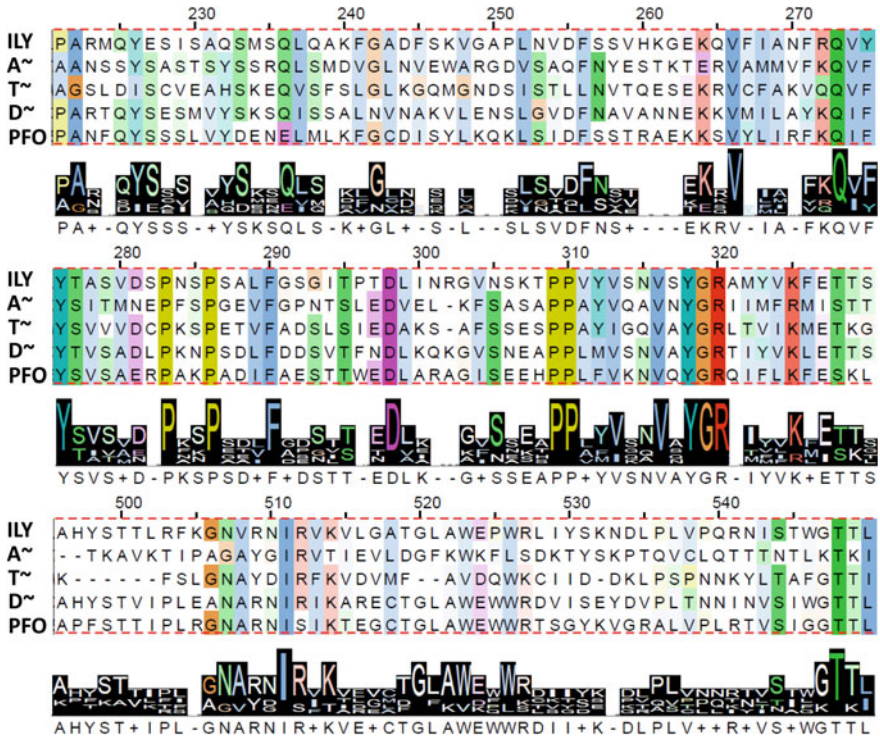 230 240 250 260 270
ILY PARMQYESISAQSMSQLQAKFGADFSKVGAPLNVDFSSVHKGEKQVFIANFRQVY
A~ AANSSYSASTSYSSRQLSMDVGLNVEWARGDVSAQFNYESTKTERVAMMVFKQVF
T~ AGSLDISCVEAHSKEQVSFSLGLKGQMGNDSISTLLNVTQESEKRVCFAKVQQVF
D~ PARTQYSESMVYSKSQISSALNVNAKVLENSLGVDFNAVANNEKKVMILAYKQIF
PFO PANFQYSSSLVYDENELMLKFGCDISYLKQKLSIDFSSTRAEKKSVYLIRFKQIF
PA+-QYSSS-+YSKSQLS-K+GL+-S-L--SLSVDFNS+---EKRV-IA-FKQVF
280 290 300 310 320
ILY YTASVDSPNSPSALFGSGITPTDLINRGVNSKTPPVYVSNVSYGRAMYVKFETTS
A~ YSITMNEPFSPGEVFGPNTSLEDVEL-KFSASAPPAYVQAVNYGRIIMFRMISTT
T~ YSVVVDCPKSPETVFADSLSIEDAKS-AFSSESPPAYIGQVAYGRLTVIKMETKG
D~ YTVSADLPKNPSDLFDDSVTFNDLKQKGVSNEAPPLMVSNVAYGRTIYVKLETTS
PFO YSVSAERPAKPADIFAESTTWEDLARAGISEEHPPLFVKNVAYGRQIFLKFESKL
YSVS+D-PKSPSD+F+DSTT-EDLK--G+SSEAPP+YVSNVAYGR-IYVK+ETTS
500 510 520 530 540
ILY AHYSTTLRFKGNVRNIRVKVLGATGLAWEPWRLIYSKNDLPLVPQRNISTWGTTL
A~ --TKAVKTIPAGAYGIRVTIEVLDGFKWKFLSDKTYSKPTQVCLQTTTNTLKTKI
T~ K------FSLGNAYDIRFKVDVMF--AVDQWKCIID-DKLPSPNNKYLTAFGTTI
D~ AHYSTVIPLEANARNIRIKARECTGLAWEWWRDVISEYDVPLTNNINVSIWGTTL
PFO APFSTTIPLRGNARNISIKTEGCTGLAWEWWRTSGYKVGRALVPLRTVSIGGTTL
AHYST+IPL-GNARNIR+KVE+CTGLAWEWWRDII+K-DLPLV++R+VS+WGTTL